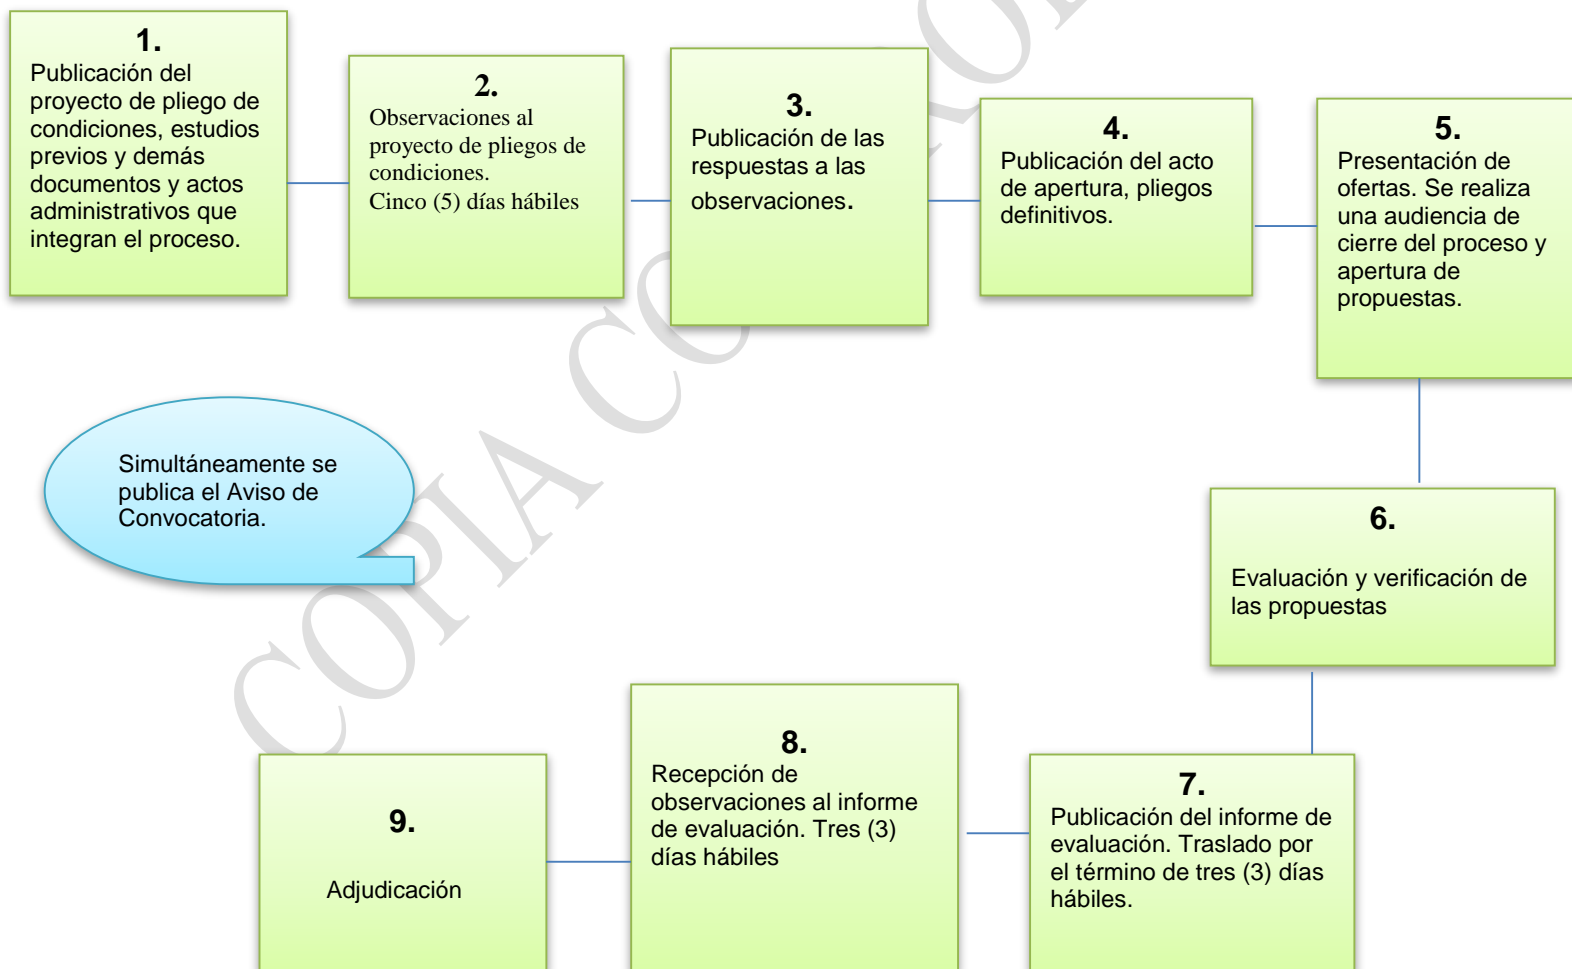 1.
Publicación del
proyecto de pliego de
condiciones, estudios
previos y demás
documentos y actos
administrativos que
integran el proceso.
2.
Observaciones al
proyecto de pliegos de
condiciones.
Cinco (5) días hábiles
3.
Publicación de las
respuestas a las
observaciones.
4.
Publicación del acto
de apertura, pliegos
definitivos.
5.
Presentación de
ofertas. Se realiza
una audiencia de
cierre del proceso y
apertura de
propuestas.
Simultáneamente se
publica el Aviso de
Convocatoria.
6.
Evaluación y verificación de
las propuestas
7.
Publicación del informe de
evaluación. Traslado por
el término de tres (3) días
hábiles.
8.
Recepción de
observaciones al informe
de evaluación. Tres (3)
días hábiles
9.
Adjudicación
COPIA